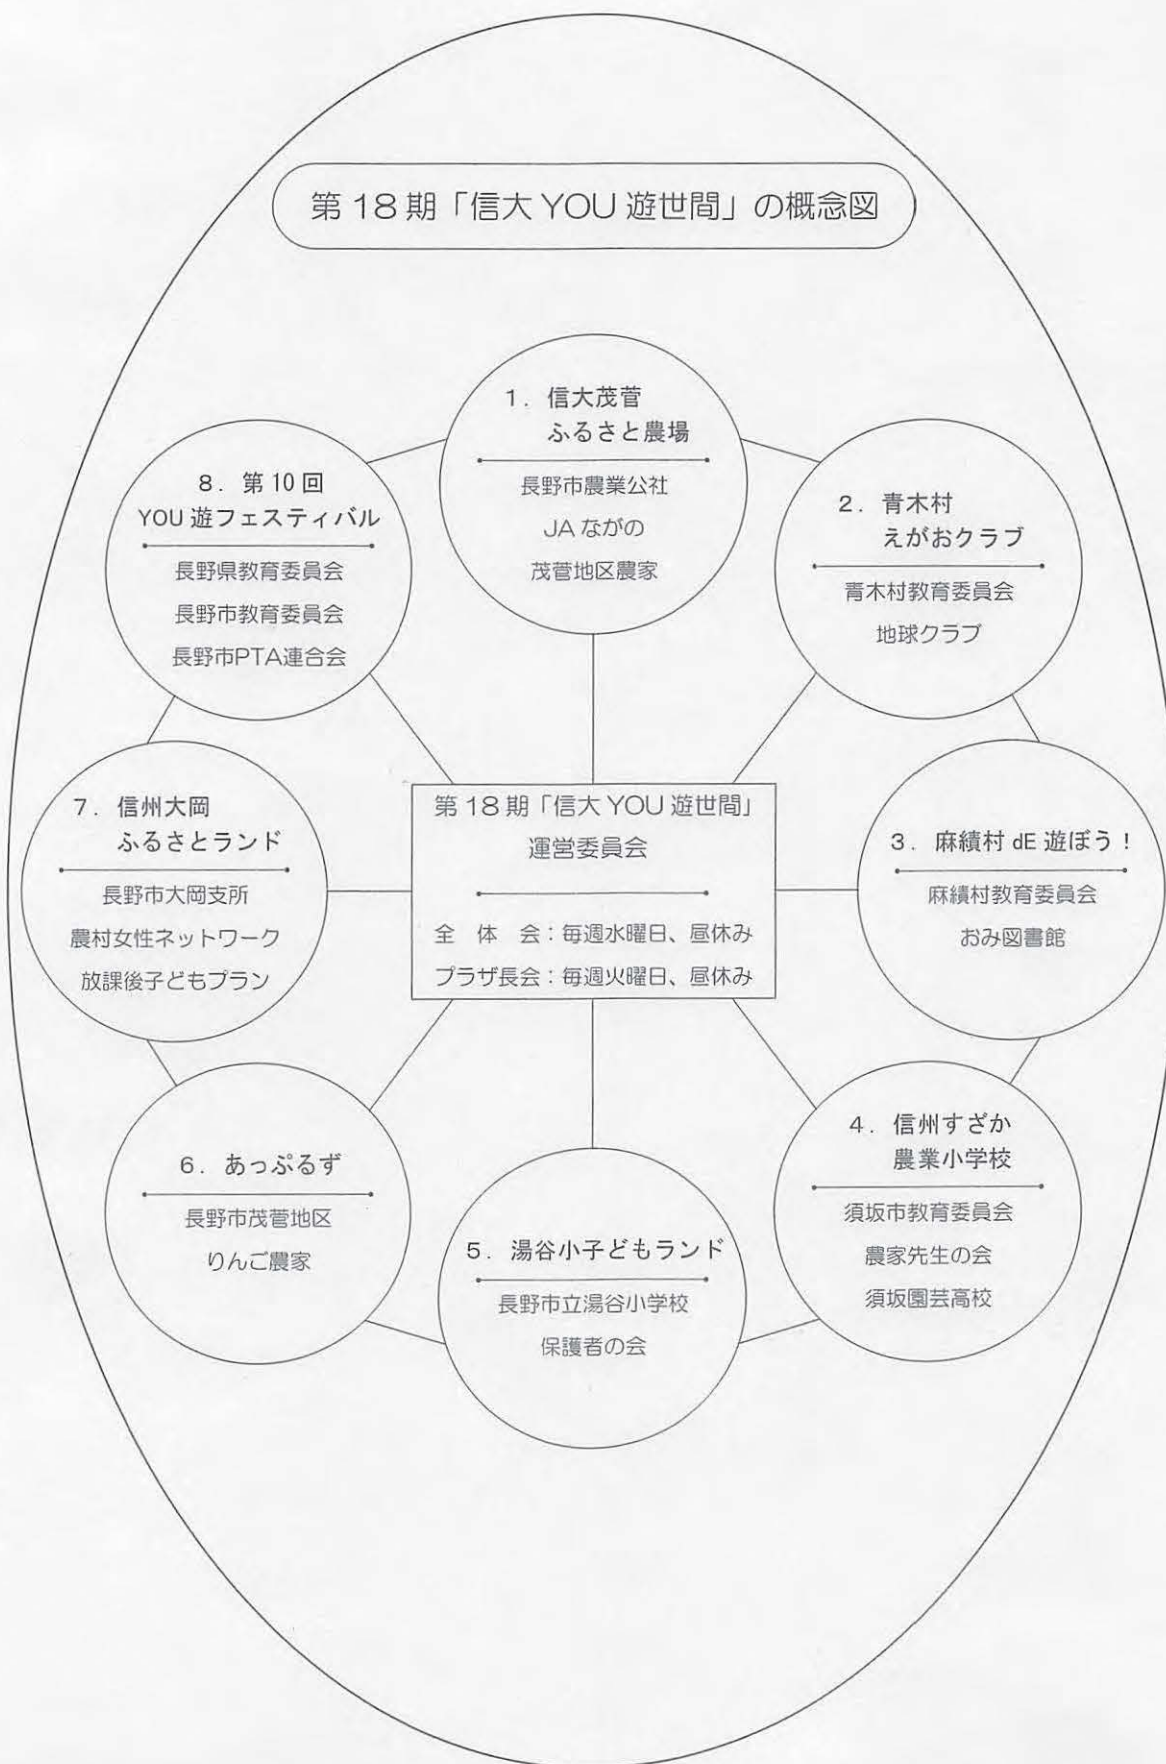 第18期「信大 YOU 遊世間」の概念図
1．信大茂菅
ふるさと農場
長野市農業公社
JA ながの
茂菅地区農家
2．青木村
えがおクラブ
青木村教育委員会
地球クラブ
3．麻績村 dE 遊ぼう！
麻績村教育委員会
おみ図書館
4．信州すざか
農業小学校
須坂市教育委員会
農家先生の会
須坂園芸高校
5．湯谷小子どもランド
長野市立湯谷小学校
保護者の会
6．あっぷるず
長野市茂菅地区
りんご農家
7．信州大岡
ふるさとランド
長野市大岡支所
農村女性ネットワーク
放課後子どもプラン
8．第10回
YOU 遊フェスティバル
長野県教育委員会
長野市教育委員会
長野市PTA連合会
第18期「信大 YOU 遊世間」
運営委員会
全　体　会：毎週水曜日、昼休み
プラザ長会：毎週火曜日、昼休み